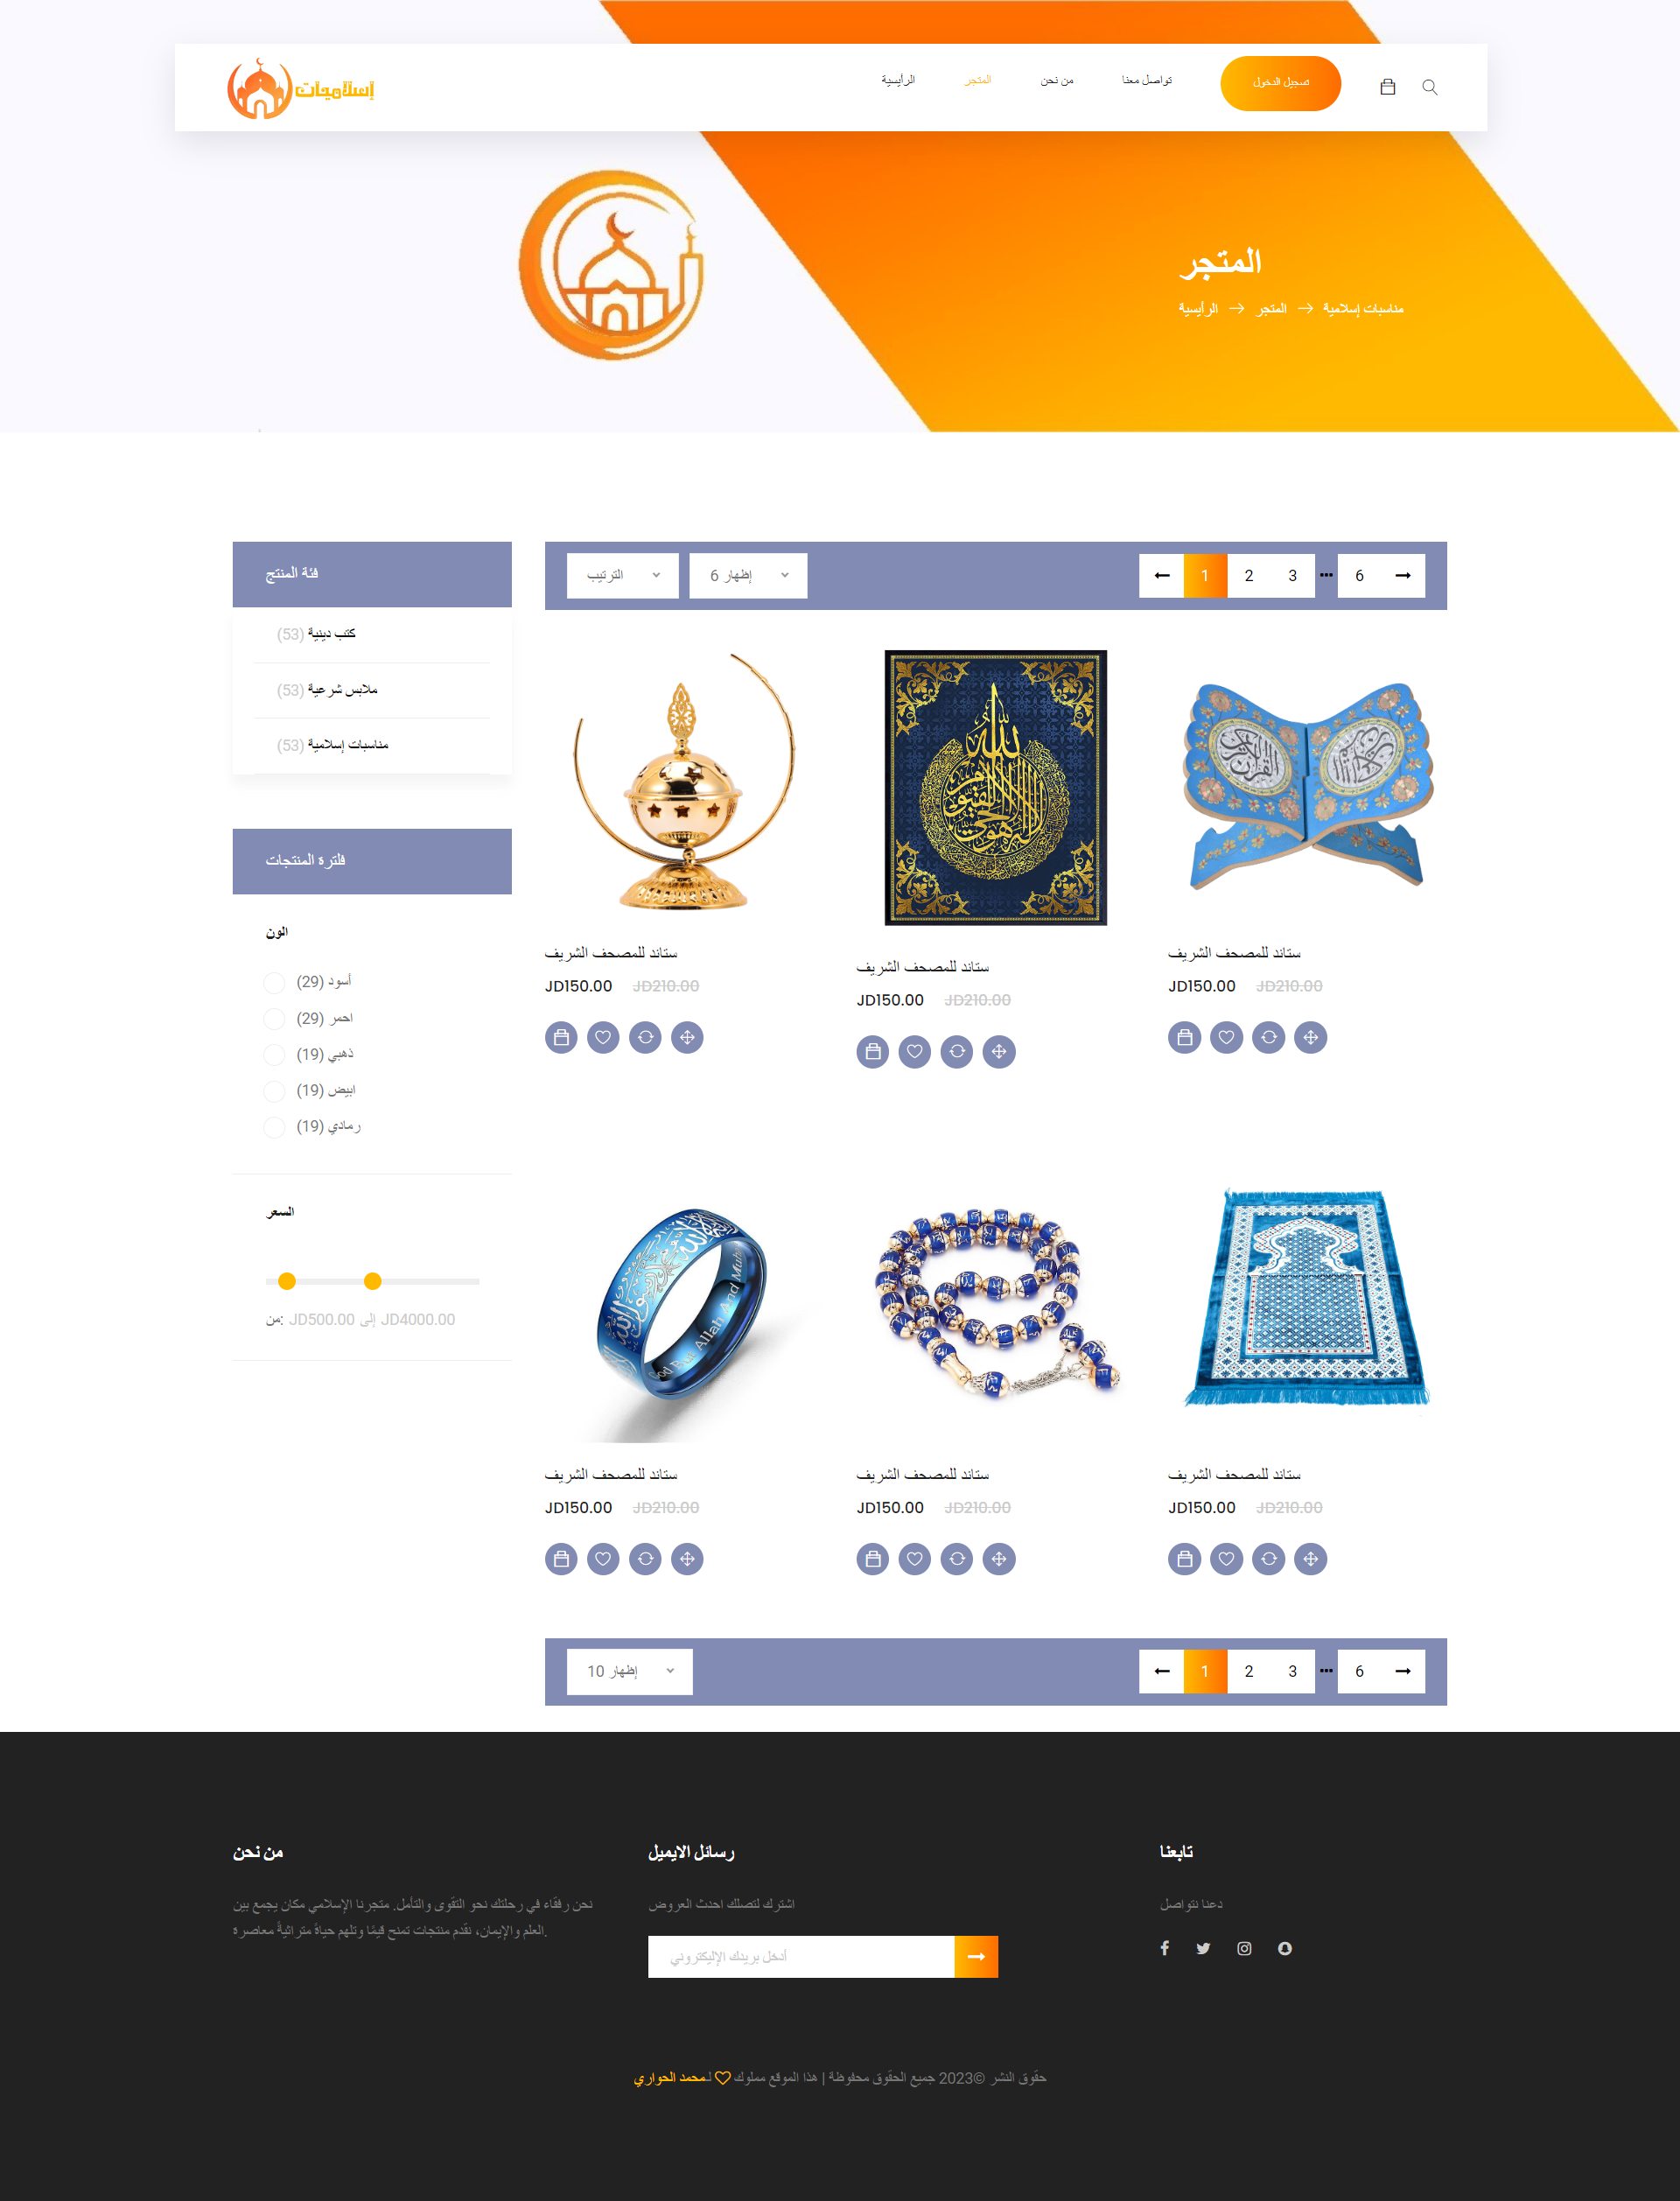 إسلاميات
الرأيسية
المتجر
من نحن
تواصل معنا
تسجيل الدخول
المتجر
الرأيسية → المتجر → مناسبات إسلامية
فئة المنتج
كتب دينية (53)
ملابس شرعية (53)
مناسبات إسلامية (53)
فلترة المنتجات
الون
أسود (29)
احمر (29)
ذهبي (19)
ابيض (19)
رمادي (19)
السعر
من: JD500.00 إلى JD4000.00
الترتيب
إظهار 6
1 2 3 ••• 6
ستاند للمصحف الشريف
JD150.00 JD210.00
ستاند للمصحف الشريف
JD150.00 JD210.00
ستاند للمصحف الشريف
JD150.00 JD210.00
ستاند للمصحف الشريف
JD150.00 JD210.00
ستاند للمصحف الشريف
JD150.00 JD210.00
ستاند للمصحف الشريف
JD150.00 JD210.00
إظهار 10
1 2 3 ••• 6
من نحن
نحن رفقاء في رحلتك نحو التقوى والتأمل. متجرنا الإسلامي مكان يجمع بين
العلم والإيمان، نقدم منتجات تمنح قيمًا وتلهم حياة متراثية معاصره.
رسائل الايميل
اشترك لتصلك احدث العروض
أدخل بريدك الإليكتروني
تابعنا
دعنا نتواصل
حقوق النشر ©2023 جميع الحقوق محفوظة | هذا الموقع مملوك ♡ لـمحمد الحواري